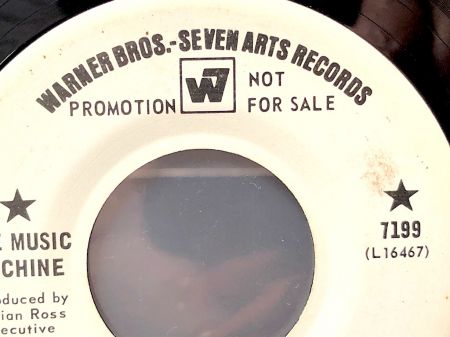 WARNER BROS.-SEVEN ARTS RECORDS
PROMOTION W7 NOT
FOR SALE
★ ★
MUSIC 7199
CHINE (L16467)
oduced by
ian Ross
ecutive